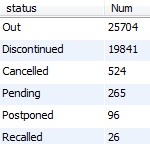 status Num
Out 25704
Discontinued 19841
Cancelled 524
Pending 265
Postponed 96
Recalled 26